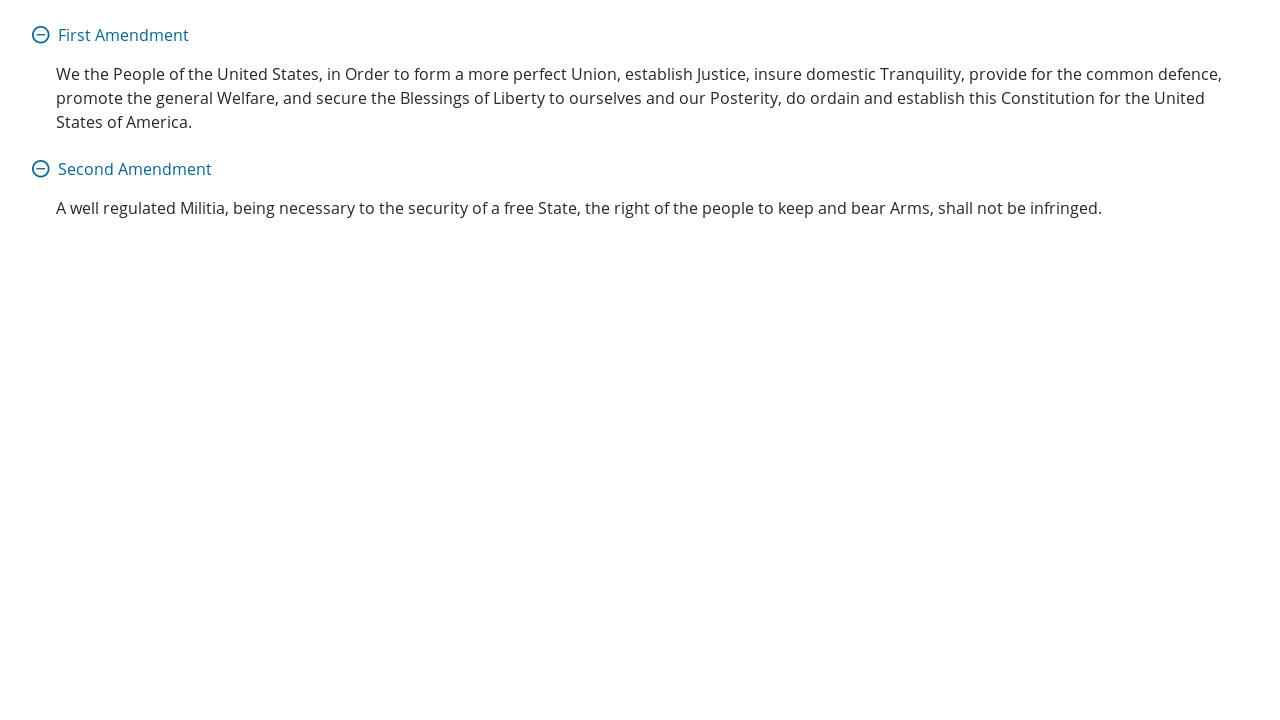 First Amendment
We the People of the United States, in Order to form a more perfect Union, establish Justice, insure domestic Tranquility, provide for the common defence,
promote the general Welfare, and secure the Blessings of Liberty to ourselves and our Posterity, do ordain and establish this Constitution for the United
States of America.
Second Amendment
A well regulated Militia, being necessary to the security of a free State, the right of the people to keep and bear Arms, shall not be infringed.